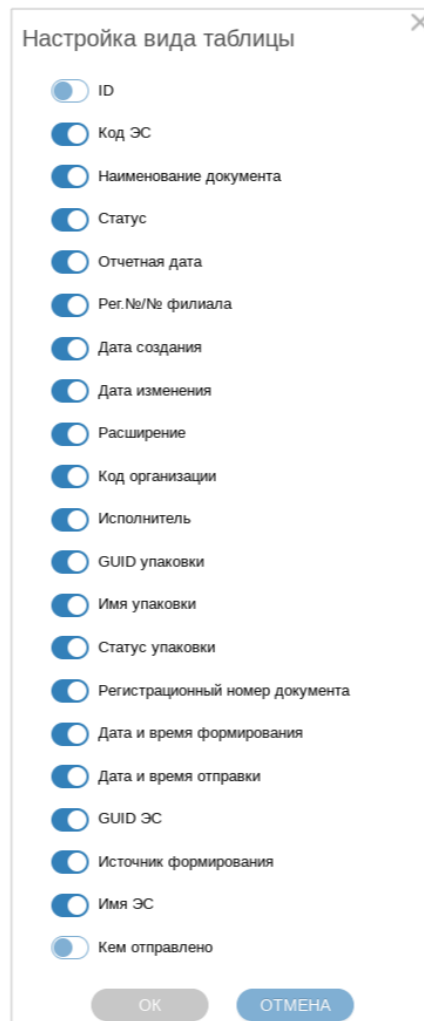 Настройка вида таблицы
ID
Код ЭС
Наименование документа
Статус
Отчетная дата
Рег.№/№ филиала
Дата создания
Дата изменения
Расширение
Код организации
Исполнитель
GUID упаковки
Имя упаковки
Статус упаковки
Регистрационный номер документа
Дата и время формирования
Дата и время отправки
GUID ЭС
Источник формирования
Имя ЭС
Кем отправлено
ОК ОТМЕНА